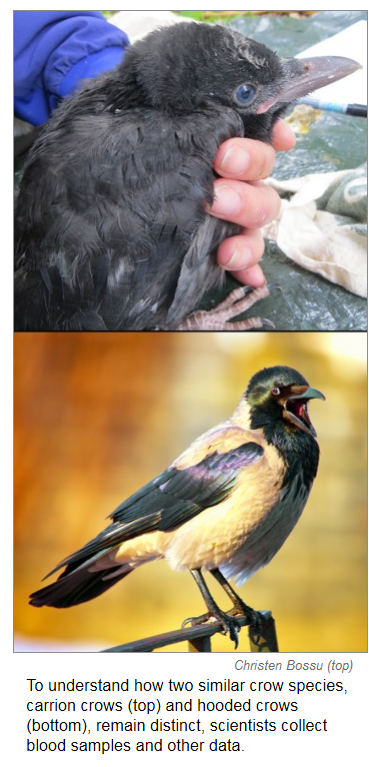 Christen Bossu (top)
To understand how two similar crow species,
carrion crows (top) and hooded crows
(bottom), remain distinct, scientists collect
blood samples and other data.